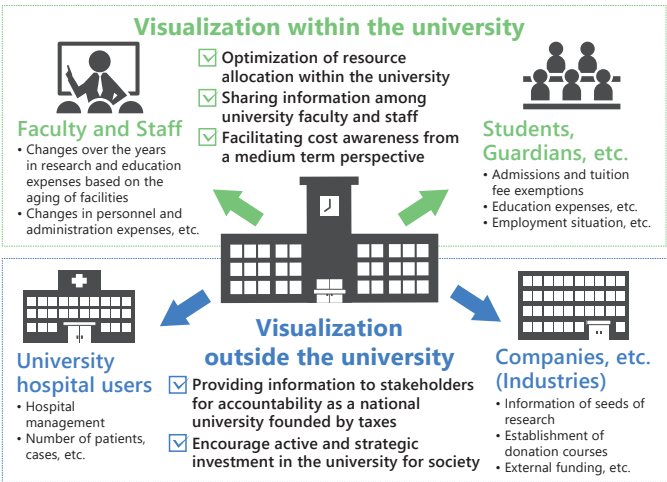 Visualization within the university
Optimization of resource
allocation within the university
Sharing information among
university faculty and staff
Facilitating cost awareness from
a medium term perspective
Faculty and Staff
• Changes over the years
in research and education
expenses based on the
aging of facilities
• Changes in personnel and
administration expenses, etc.
Students,
Guardians, etc.
• Admissions and tuition
fee exemptions
• Education expenses, etc.
• Employment situation, etc.
Visualization
outside the university
Providing information to stakeholders
for accountability as a national
university founded by taxes
Encourage active and strategic
investment in the university for society
University
hospital users
• Hospital
management
• Number of patients,
cases, etc.
Companies, etc.
(Industries)
• Information of seeds of
research
• Establishment of
donation courses
• External funding, etc.